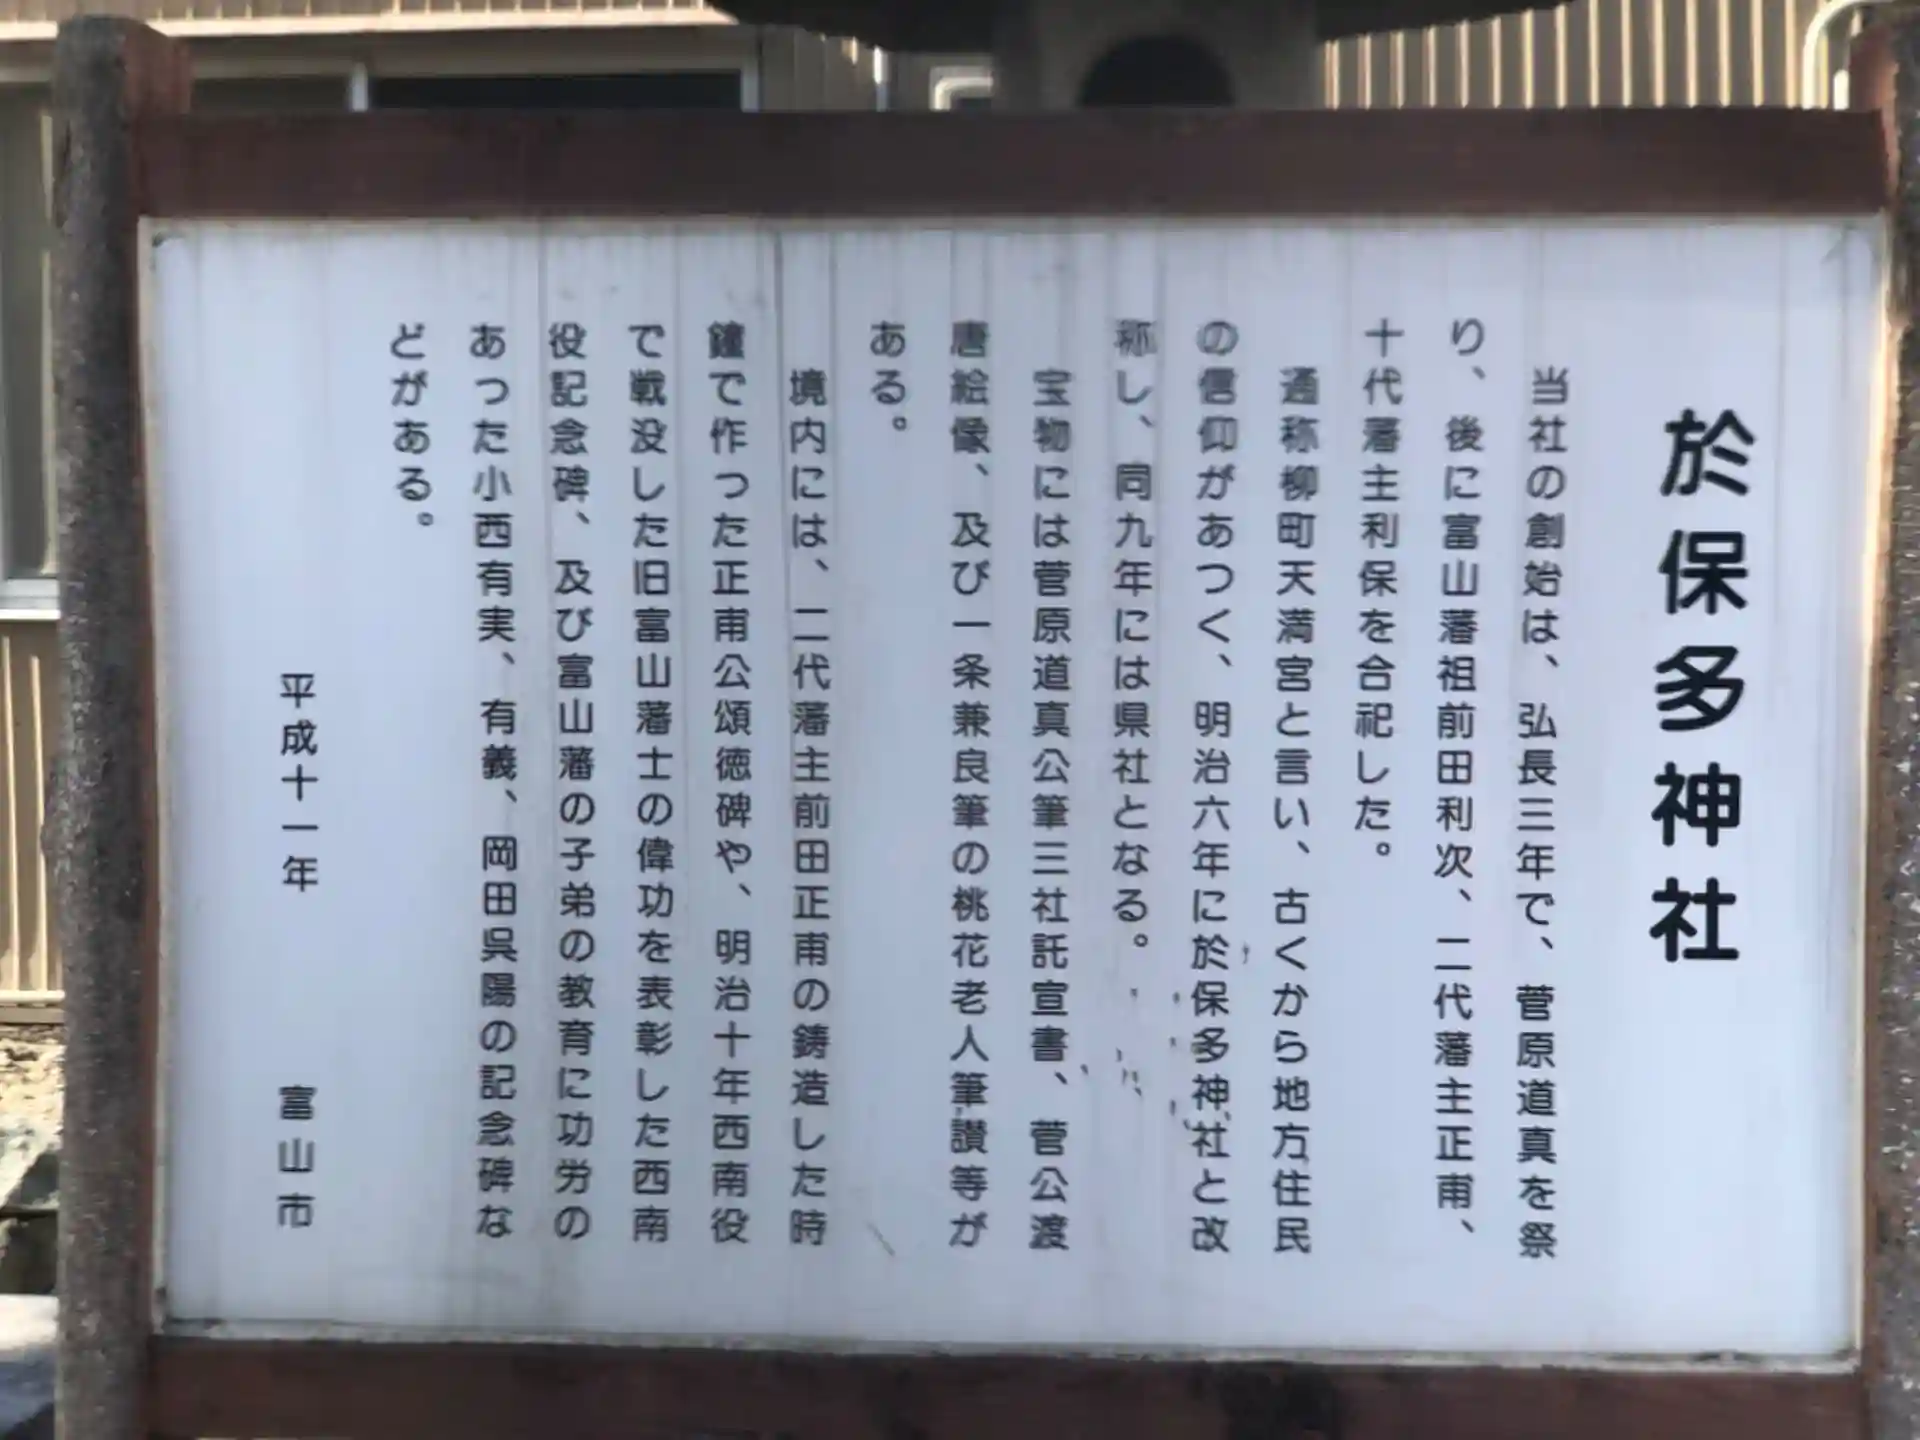 於保多神社
当社の創始は、弘長三年で、菅原道真を祭
り、後に富山藩祖前田利次、二代藩主正甫、
十代藩主利保を合祀した。
通称柳町天満宮と言い、古くから地方住民
の信仰があつく、明治六年に於保多神社と改
称し、同九年には県社となる。
宝物には菅原道真公筆三社託宣書、菅公渡
唐絵像、及び一条兼良筆の桃花老人筆讃等が
ある。
境内には、二代藩主前田正甫の鋳造した時
鐘で作った正甫公頌徳碑や、明治十年西南役
で戦没した旧富山藩士の偉功を表彰した西南
役記念碑、及び富山藩の子弟の教育に功労の
あった小西有実、有義、岡田呉陽の記念碑な
どがある。
平成十一年 富山市